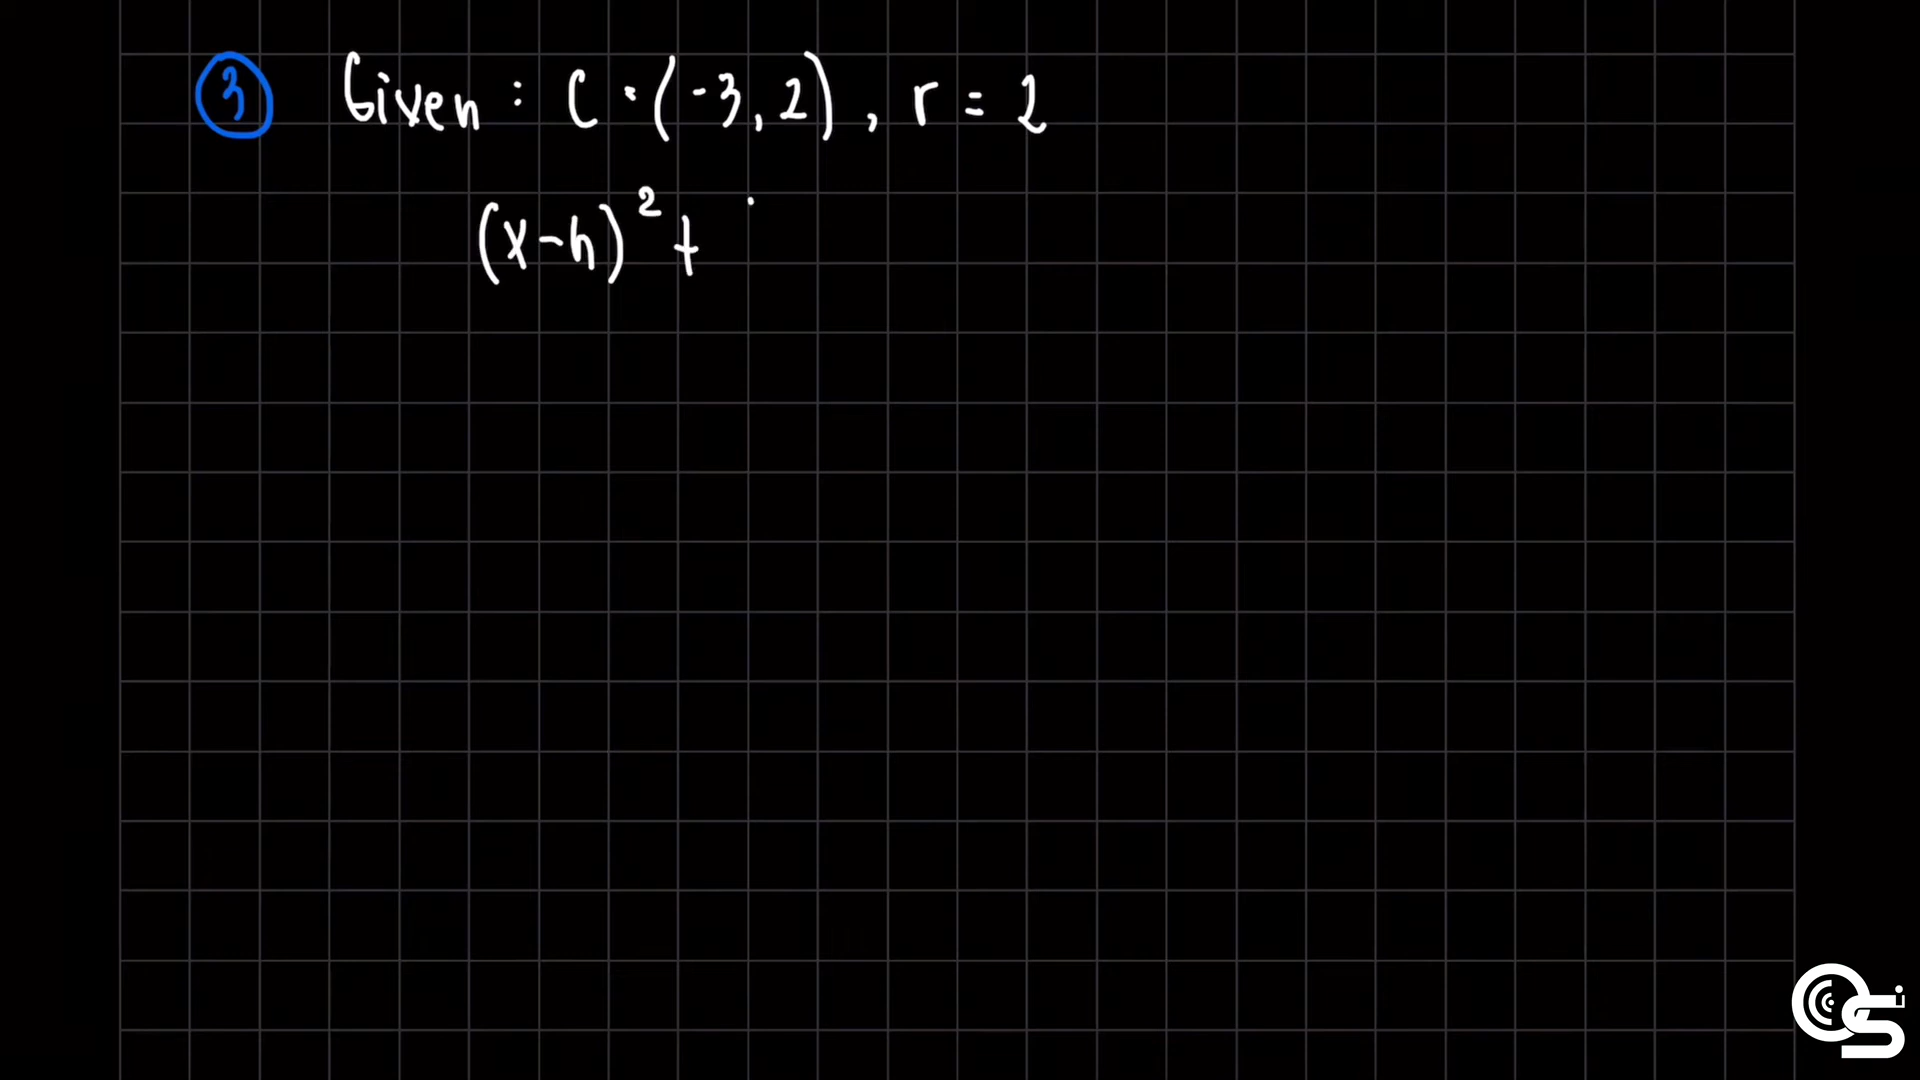 3 Given : C · (-3, 2) , r = 2
(x-h)² +